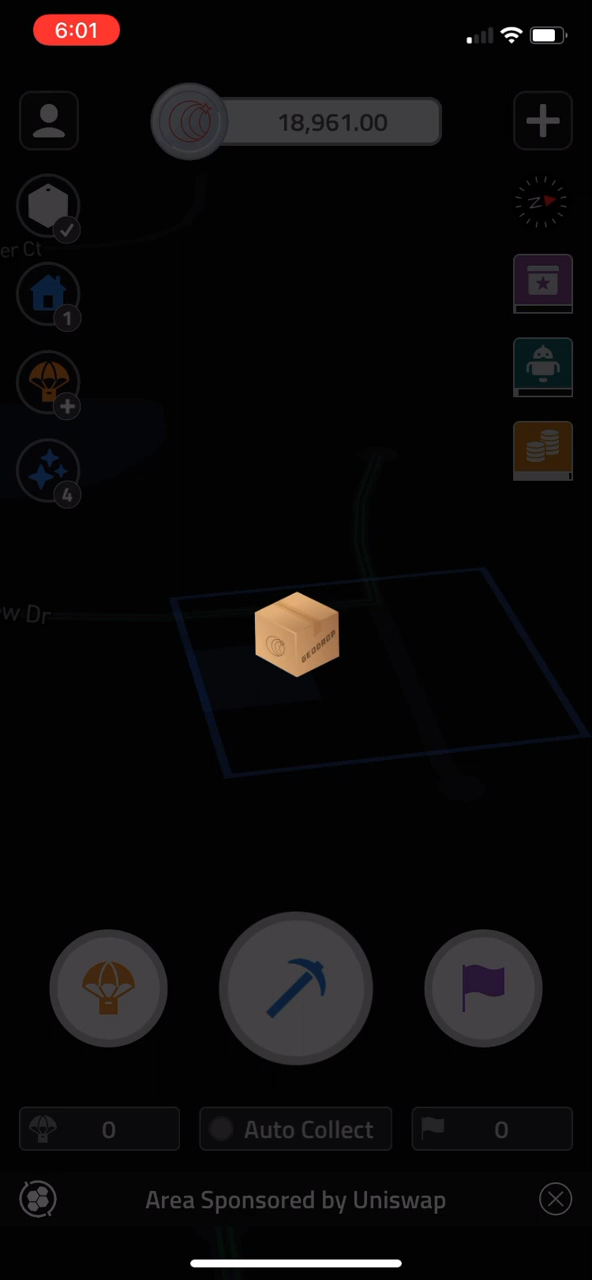 6:01
18,961.00
N
er Ct
1
4
w Dr
GEODROP
0
Auto Collect
0
Area Sponsored by Uniswap